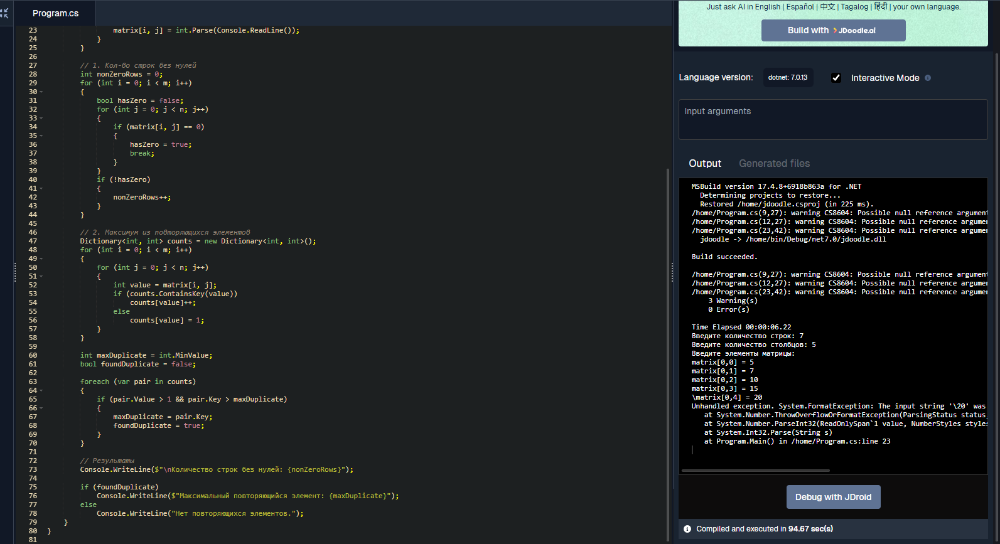 Program.cs
23 matrix[i, j] = int.Parse(Console.ReadLine());
24 }
25 }
26
27 // 1. Кол-во строк без нулей
28 int nonZeroRows = 0;
29 for (int i = 0; i < m; i++)
30 {
31 bool hasZero = false;
32 for (int j = 0; j < n; j++)
33 {
34 if (matrix[i, j] == 0)
35 {
36 hasZero = true;
37 break;
38 }
39 }
40 if (!hasZero)
41 {
42 nonZeroRows++;
43 }
44 }
45
46 // 2. Максимум из повторяющихся элементов
47 Dictionary<int, int> counts = new Dictionary<int, int>();
48 for (int i = 0; i < m; i++)
49 {
50 for (int j = 0; j < n; j++)
51 {
52 int value = matrix[i, j];
53 if (counts.ContainsKey(value))
54 counts[value]++;
55 else
56 counts[value] = 1;
57 }
58 }
59
60 int maxDuplicate = int.MinValue;
61 bool foundDuplicate = false;
62
63 foreach (var pair in counts)
64 {
65 if (pair.Value > 1 && pair.Key > maxDuplicate)
66 {
67 maxDuplicate = pair.Key;
68 foundDuplicate = true;
69 }
70 }
71
72 // Результаты
73 Console.WriteLine($"\nКоличество строк без нулей: {nonZeroRows}");
74
75 if (foundDuplicate)
76 Console.WriteLine($"Максимальный повторяющийся элемент: {maxDuplicate}");
77 else
78 Console.WriteLine("Нет повторяющихся элементов.");
79 }
80 }
81
Just ask AI in English | Español | 中文 | Tagalog | हिंदी | your own language.
Build with JDoodle.ai
Language version: dotnet: 7.0.13 Interactive Mode
Input arguments
Output Generated files
MSBuild version 17.4.8+6918b863a for .NET
Determining projects to restore...
Restored /home/jdoodle.csproj (in 225 ms).
/home/Program.cs(9,27): warning CS8604: Possible null reference argument
/home/Program.cs(12,27): warning CS8604: Possible null reference argumen
/home/Program.cs(23,42): warning CS8604: Possible null reference argumen
jdoodle -> /home/bin/Debug/net7.0/jdoodle.dll
Build succeeded.
/home/Program.cs(9,27): warning CS8604: Possible null reference argument
/home/Program.cs(12,27): warning CS8604: Possible null reference argumen
/home/Program.cs(23,42): warning CS8604: Possible null reference argumen
3 Warning(s)
0 Error(s)
Time Elapsed 00:00:06.22
Введите количество строк: 7
Введите количество столбцов: 5
Введите элементы матрицы:
matrix[0,0] = 5
matrix[0,1] = 7
matrix[0,2] = 10
matrix[0,3] = 15
\matrix[0,4] = 20
Unhandled exception. System.FormatException: The input string '\20' was
at System.Number.ThrowOverflowOrFormatException(ParsingStatus status,
at System.Number.ParseInt32(ReadOnlySpan`1 value, NumberStyles styles
at System.Int32.Parse(String s)
at Program.Main() in /home/Program.cs:line 23
Debug with JDroid
Compiled and executed in 94.67 sec(s)